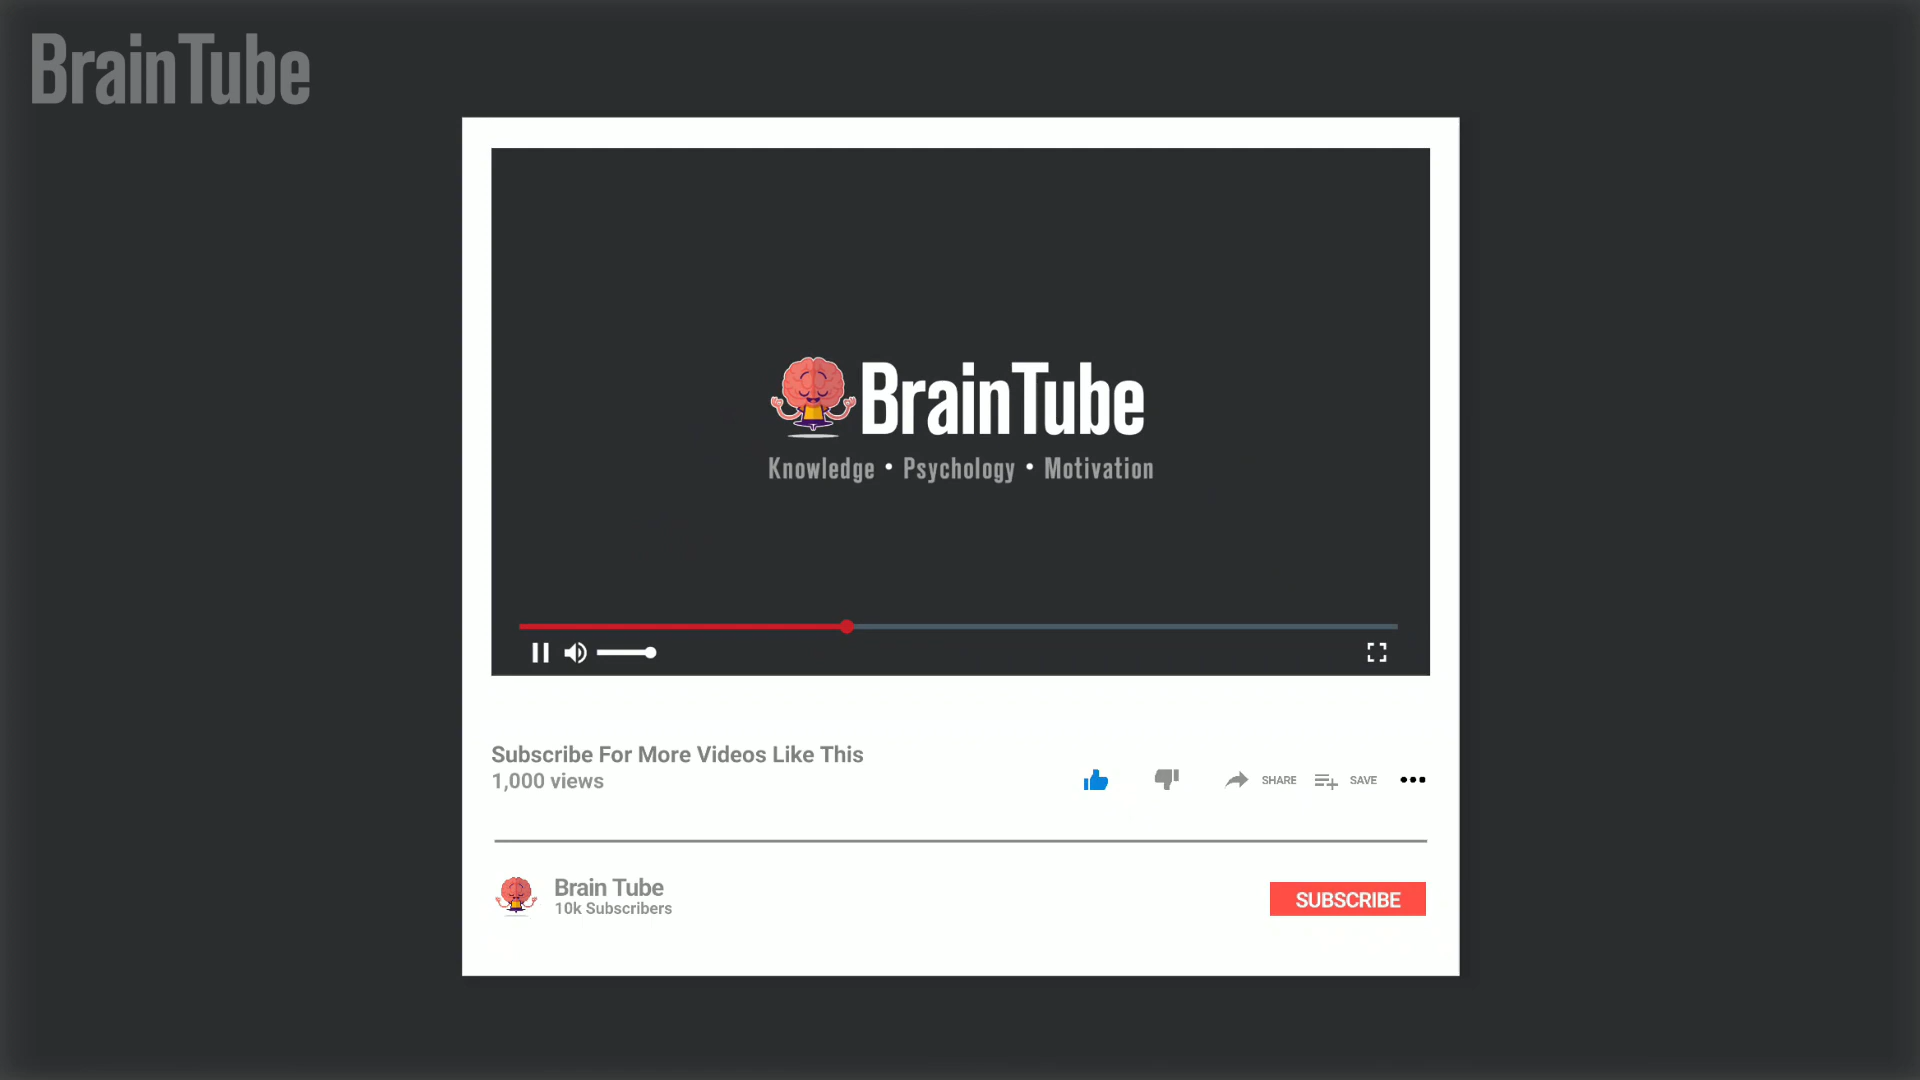 BrainTube
BrainTube
Knowledge • Psychology • Motivation
Subscribe For More Videos Like This
1,000 views
SHARE
SAVE
Brain Tube
10k Subscribers
SUBSCRIBE